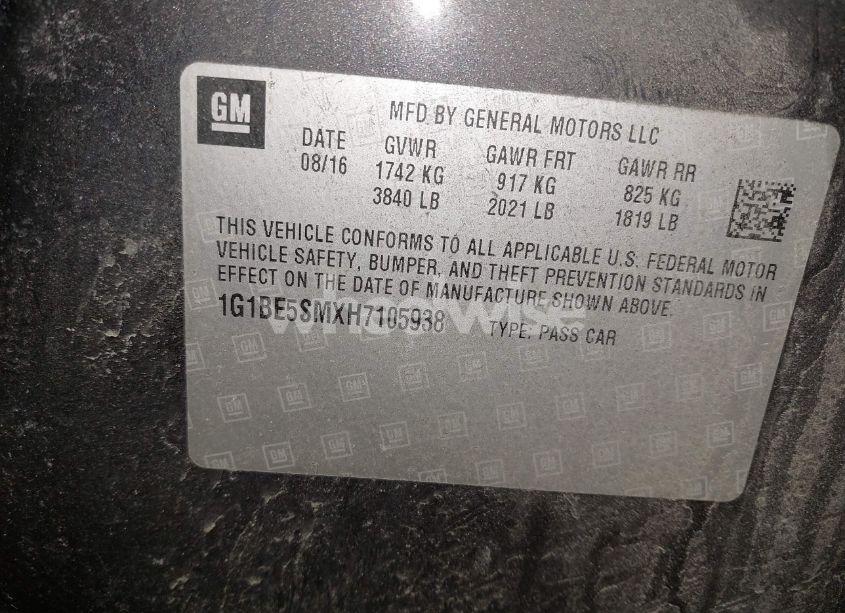 GM
MFD BY GENERAL MOTORS LLC
DATE GVWR GAWR FRT GAWR RR
08/16 1742 KG 917 KG 825 KG
3840 LB 2021 LB 1819 LB
THIS VEHICLE CONFORMS TO ALL APPLICABLE U.S. FEDERAL MOTOR
VEHICLE SAFETY, BUMPER, AND THEFT PREVENTION STANDARDS IN
EFFECT ON THE DATE OF MANUFACTURE SHOWN ABOVE.
1G1BE5SMXH7105938 TYPE: PASS CAR